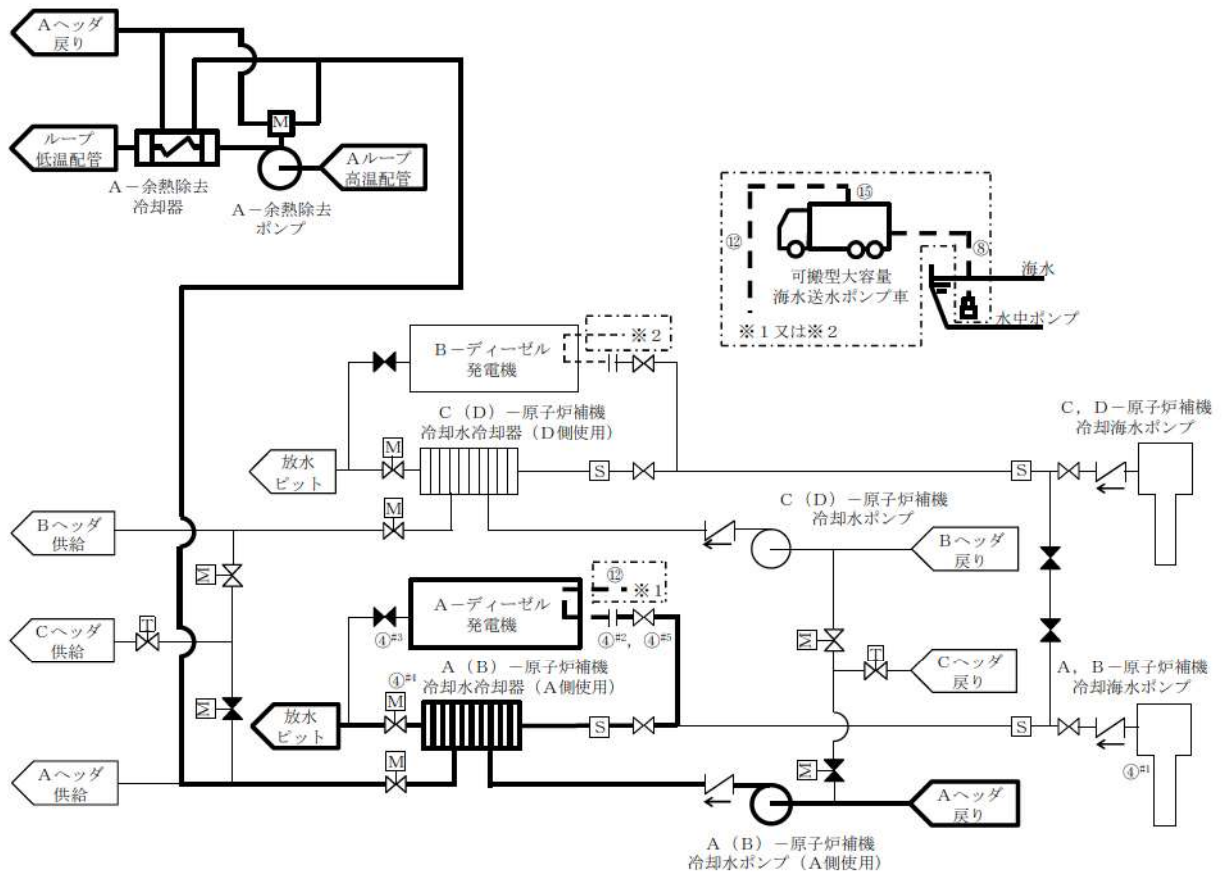 Aヘッダ
戻り
M
ループ
低温配管
Aループ
高温配管
A－余熱除去
冷却器
A－余熱除去
ポンプ
⑮
⑫
⑧
可搬型大容量
海水送水ポンプ車
海水
水中ポンプ
※1又は※2
※2
B－ディーゼル
発電機
C（D）－原子炉補機
冷却水冷却器（D側使用）
C，D－原子炉補機
冷却海水ポンプ
放水
ピット
M
S
S
M
C（D）－原子炉補機
冷却水ポンプ
Bヘッダ
供給
Bヘッダ
戻り
M
⑫
※1
A－ディーゼル
発電機
④#3
④#2，④#5
Cヘッダ
供給
T
M
T
Cヘッダ
戻り
A（B）－原子炉補機
冷却水冷却器（A側使用）
A，B－原子炉補機
冷却海水ポンプ
④#4
M
放水
ピット
M
S
S
Aヘッダ
供給
M
M
④#1
Aヘッダ
戻り
A（B）－原子炉補機
冷却水ポンプ（A側使用）